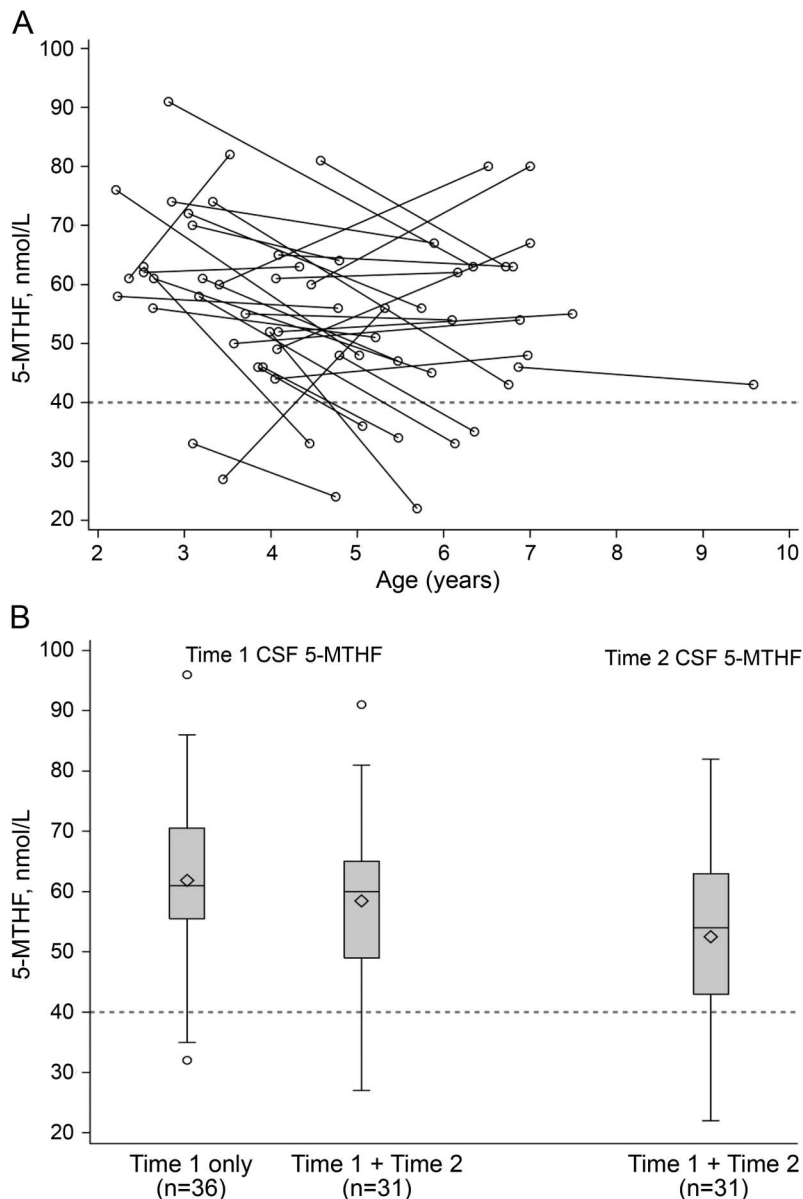 A
100
90
80
70
60
50
40
30
20
5-MTHF, nmol/L
2 3 4 5 6 7 8 9 10
Age (years)
B
Time 1 CSF 5-MTHF Time 2 CSF 5-MTHF
100
90
80
70
60
50
40
30
20
5-MTHF, nmol/L
Time 1 only Time 1 + Time 2 Time 1 + Time 2
(n=36) (n=31) (n=31)